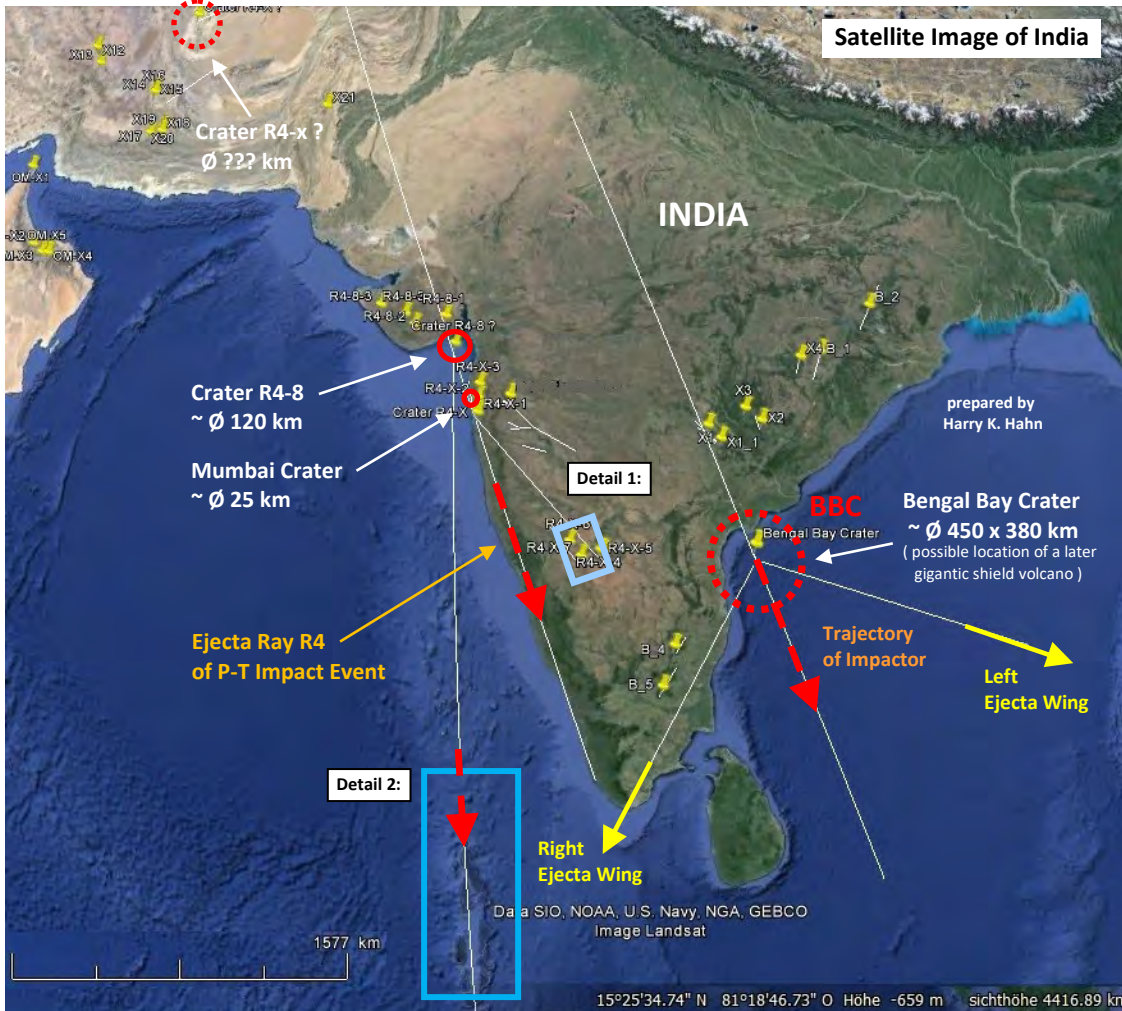 Crater R4-x ?
Satellite Image of India
X13
X12
X16
X14
X15
X21
X19
X18
X17
X20
Crater R4-x ?
Ø ??? km
OM-X1
OM-X5
OM-X4
INDIA
R4-8-3
R4-8-1
R4-8-2
Crater R4-8 ?
B_2
X4
B_1
R4-X-3
R4-X-2
R4-X-1
Crater R4-X
Crater R4-8
~ Ø 120 km
X3
X2
X1
X1_1
prepared by
Harry K. Hahn
Mumbai Crater
~ Ø 25 km
Detail 1:
BBC
Bengal Bay Crater
Bengal Bay Crater
~ Ø 450 x 380 km
( possible location of a later
gigantic shield volcano )
R4-X-7
R4-X-5
R4-X-4
Ejecta Ray R4
of P-T Impact Event
B_4
B_5
Trajectory
of Impactor
Left
Ejecta Wing
Detail 2:
Right
Ejecta Wing
Data SIO, NOAA, U.S. Navy, NGA, GEBCO
Image Landsat
1577 km
15°25'34.74" N 81°18'46.73" O Höhe -659 m sichthöhe 4416.89 km